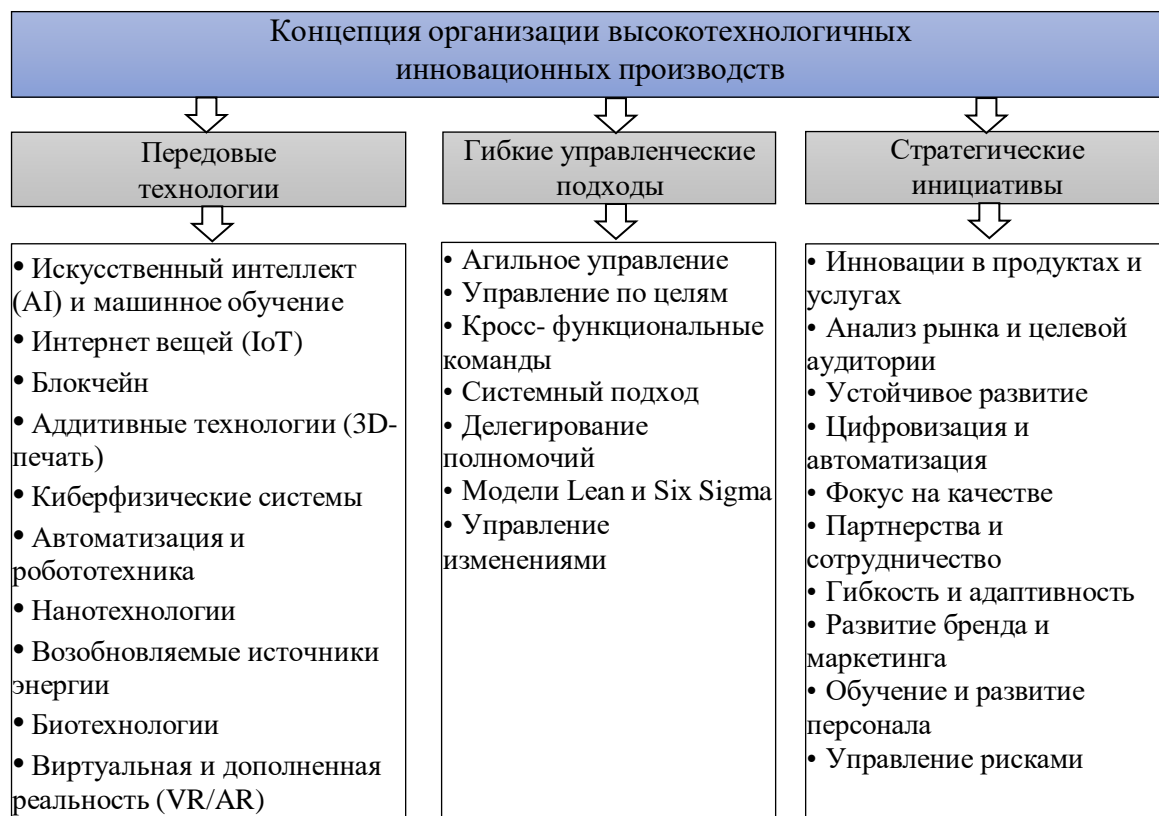 Концепция организации высокотехнологичных
инновационных производств
Передовые
технологии
• Искусственный интеллект
(AI) и машинное обучение
• Интернет вещей (IoT)
• Блокчейн
• Аддитивные технологии (3D-
печать)
• Киберфизические системы
• Автоматизация и
робототехника
• Нанотехнологии
• Возобновляемые источники
энергии
• Биотехнологии
• Виртуальная и дополненная
реальность (VR/AR)
Гибкие управленческие
подходы
• Агильное управление
• Управление по целям
• Кросс- функциональные
команды
• Системный подход
• Делегирование
полномочий
• Модели Lean и Six Sigma
• Управление
изменениями
Стратегические
инициативы
• Инновации в продуктах и
услугах
• Анализ рынка и целевой
аудитории
• Устойчивое развитие
• Цифровизация и
автоматизация
• Фокус на качестве
• Партнерства и
сотрудничество
• Гибкость и адаптивность
• Развитие бренда и
маркетинга
• Обучение и развитие
персонала
• Управление рисками